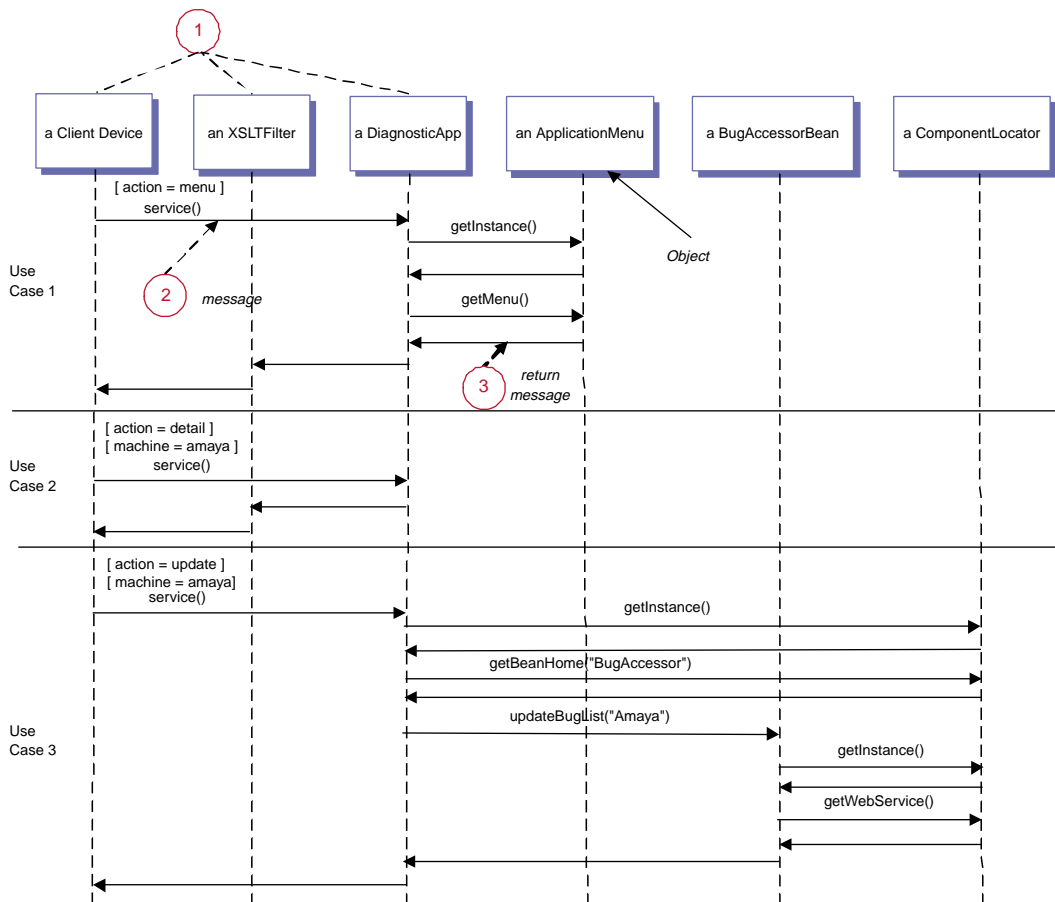 1
a Client Device
an XSLTFilter
a DiagnosticApp
an ApplicationMenu
a BugAccessorBean
a ComponentLocator
[ action = menu ]
service()
getInstance()
Object
Use
Case 1
2
message
getMenu()
3
return
message
[ action = detail ]
[ machine = amaya ]
service()
Use
Case 2
[ action = update ]
[ machine = amaya]
service()
getInstance()
getBeanHome("BugAccessor")
updateBugList("Amaya")
Use
Case 3
getInstance()
getWebService()